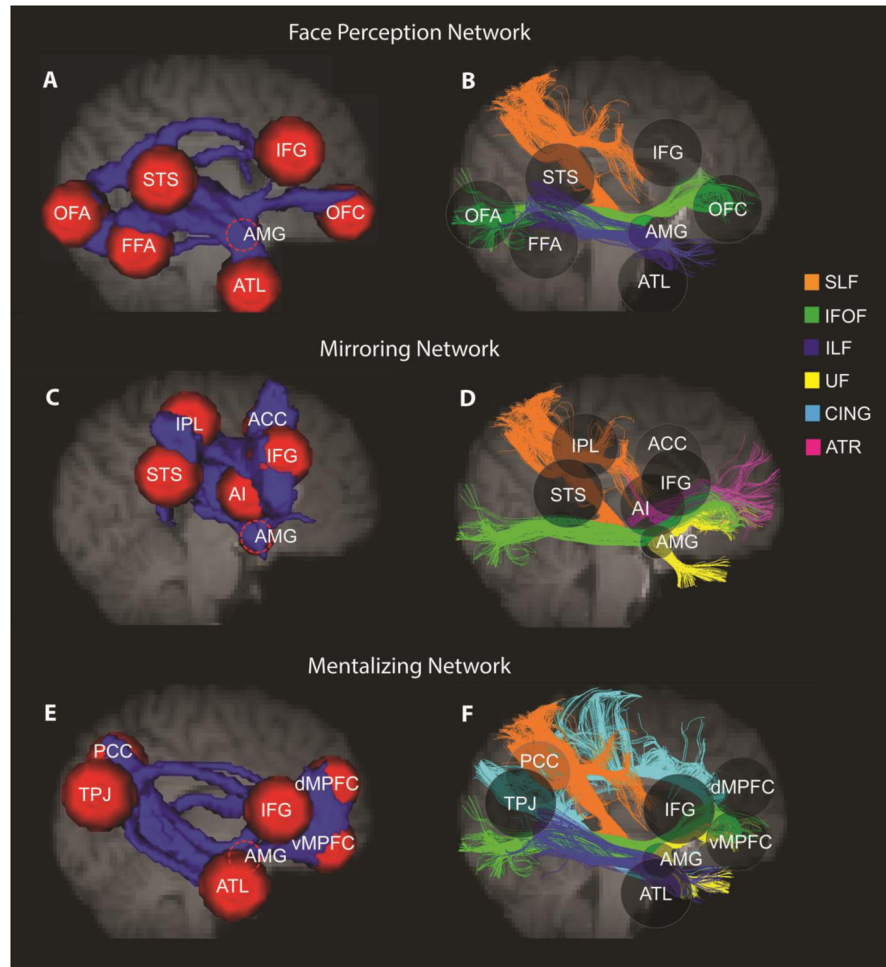 Face Perception Network
A
IFG
STS
OFA
OFC
FFA
AMG
ATL
B
IFG
STS
OFA
OFC
FFA
AMG
ATL
SLF
IFOF
ILF
UF
CING
ATR
Mirroring Network
C
IPL
ACC
STS
IFG
AI
AMG
D
IPL
ACC
STS
IFG
AI
AMG
Mentalizing Network
E
PCC
TPJ
dMPFC
IFG
vMPFC
AMG
ATL
F
PCC
dMPFC
TPJ
IFG
vMPFC
AMG
ATL